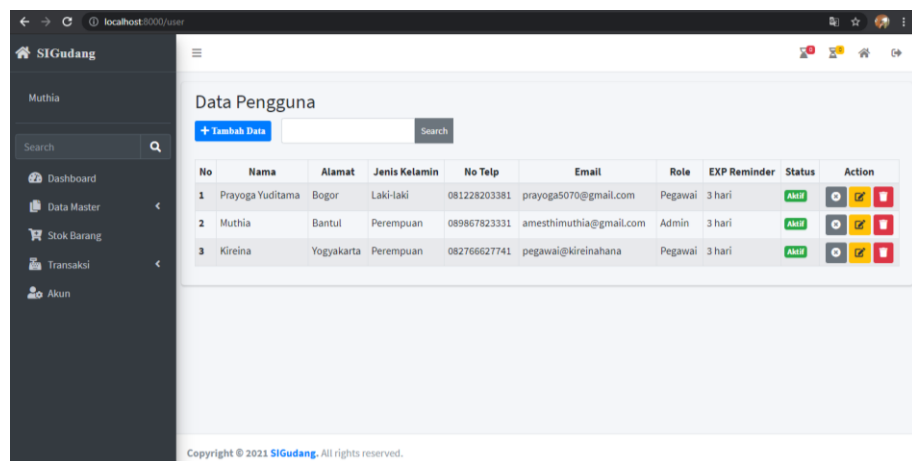 localhost:8000/user
SIGudang
Muthia
Search
Dashboard
Data Master
Stok Barang
Transaksi
Akun
Data Pengguna
Tambah Data
Search
No Nama Alamat Jenis Kelamin No Telp Email Role EXP Reminder Status Action
1 Prayoga Yuditama Bogor Laki-laki 081228203381 prayoga5070@gmail.com Pegawai 3 hari Aktif
2 Muthia Bantul Perempuan 089867823331 amesthimuthia@gmail.com Admin 3 hari Aktif
3 Kireina Yogyakarta Perempuan 082766627741 pegawai@kireinahana Pegawai 3 hari Aktif
Copyright © 2021 SIGudang. All rights reserved.